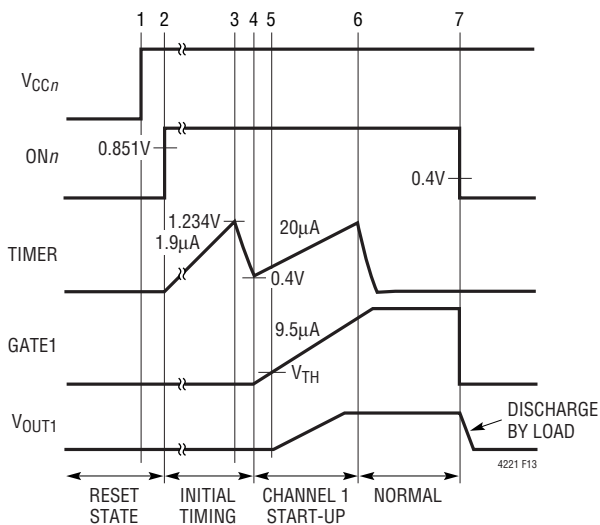 1 2 3 4 5 6 7
VCCn
ONn
0.851V
0.4V
1.234V
1.9µA
20µA
TIMER
0.4V
GATE1
9.5µA
VTH
VOUT1
DISCHARGE
BY LOAD
4221 F13
RESET
STATE
INITIAL
TIMING
CHANNEL 1
START-UP
NORMAL